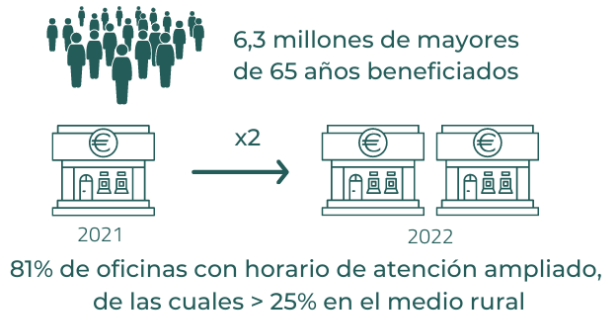 6,3 millones de mayores
de 65 años beneficiados
x2
€
€
€
2021
2022
81% de oficinas con horario de atención ampliado,
de las cuales > 25% en el medio rural